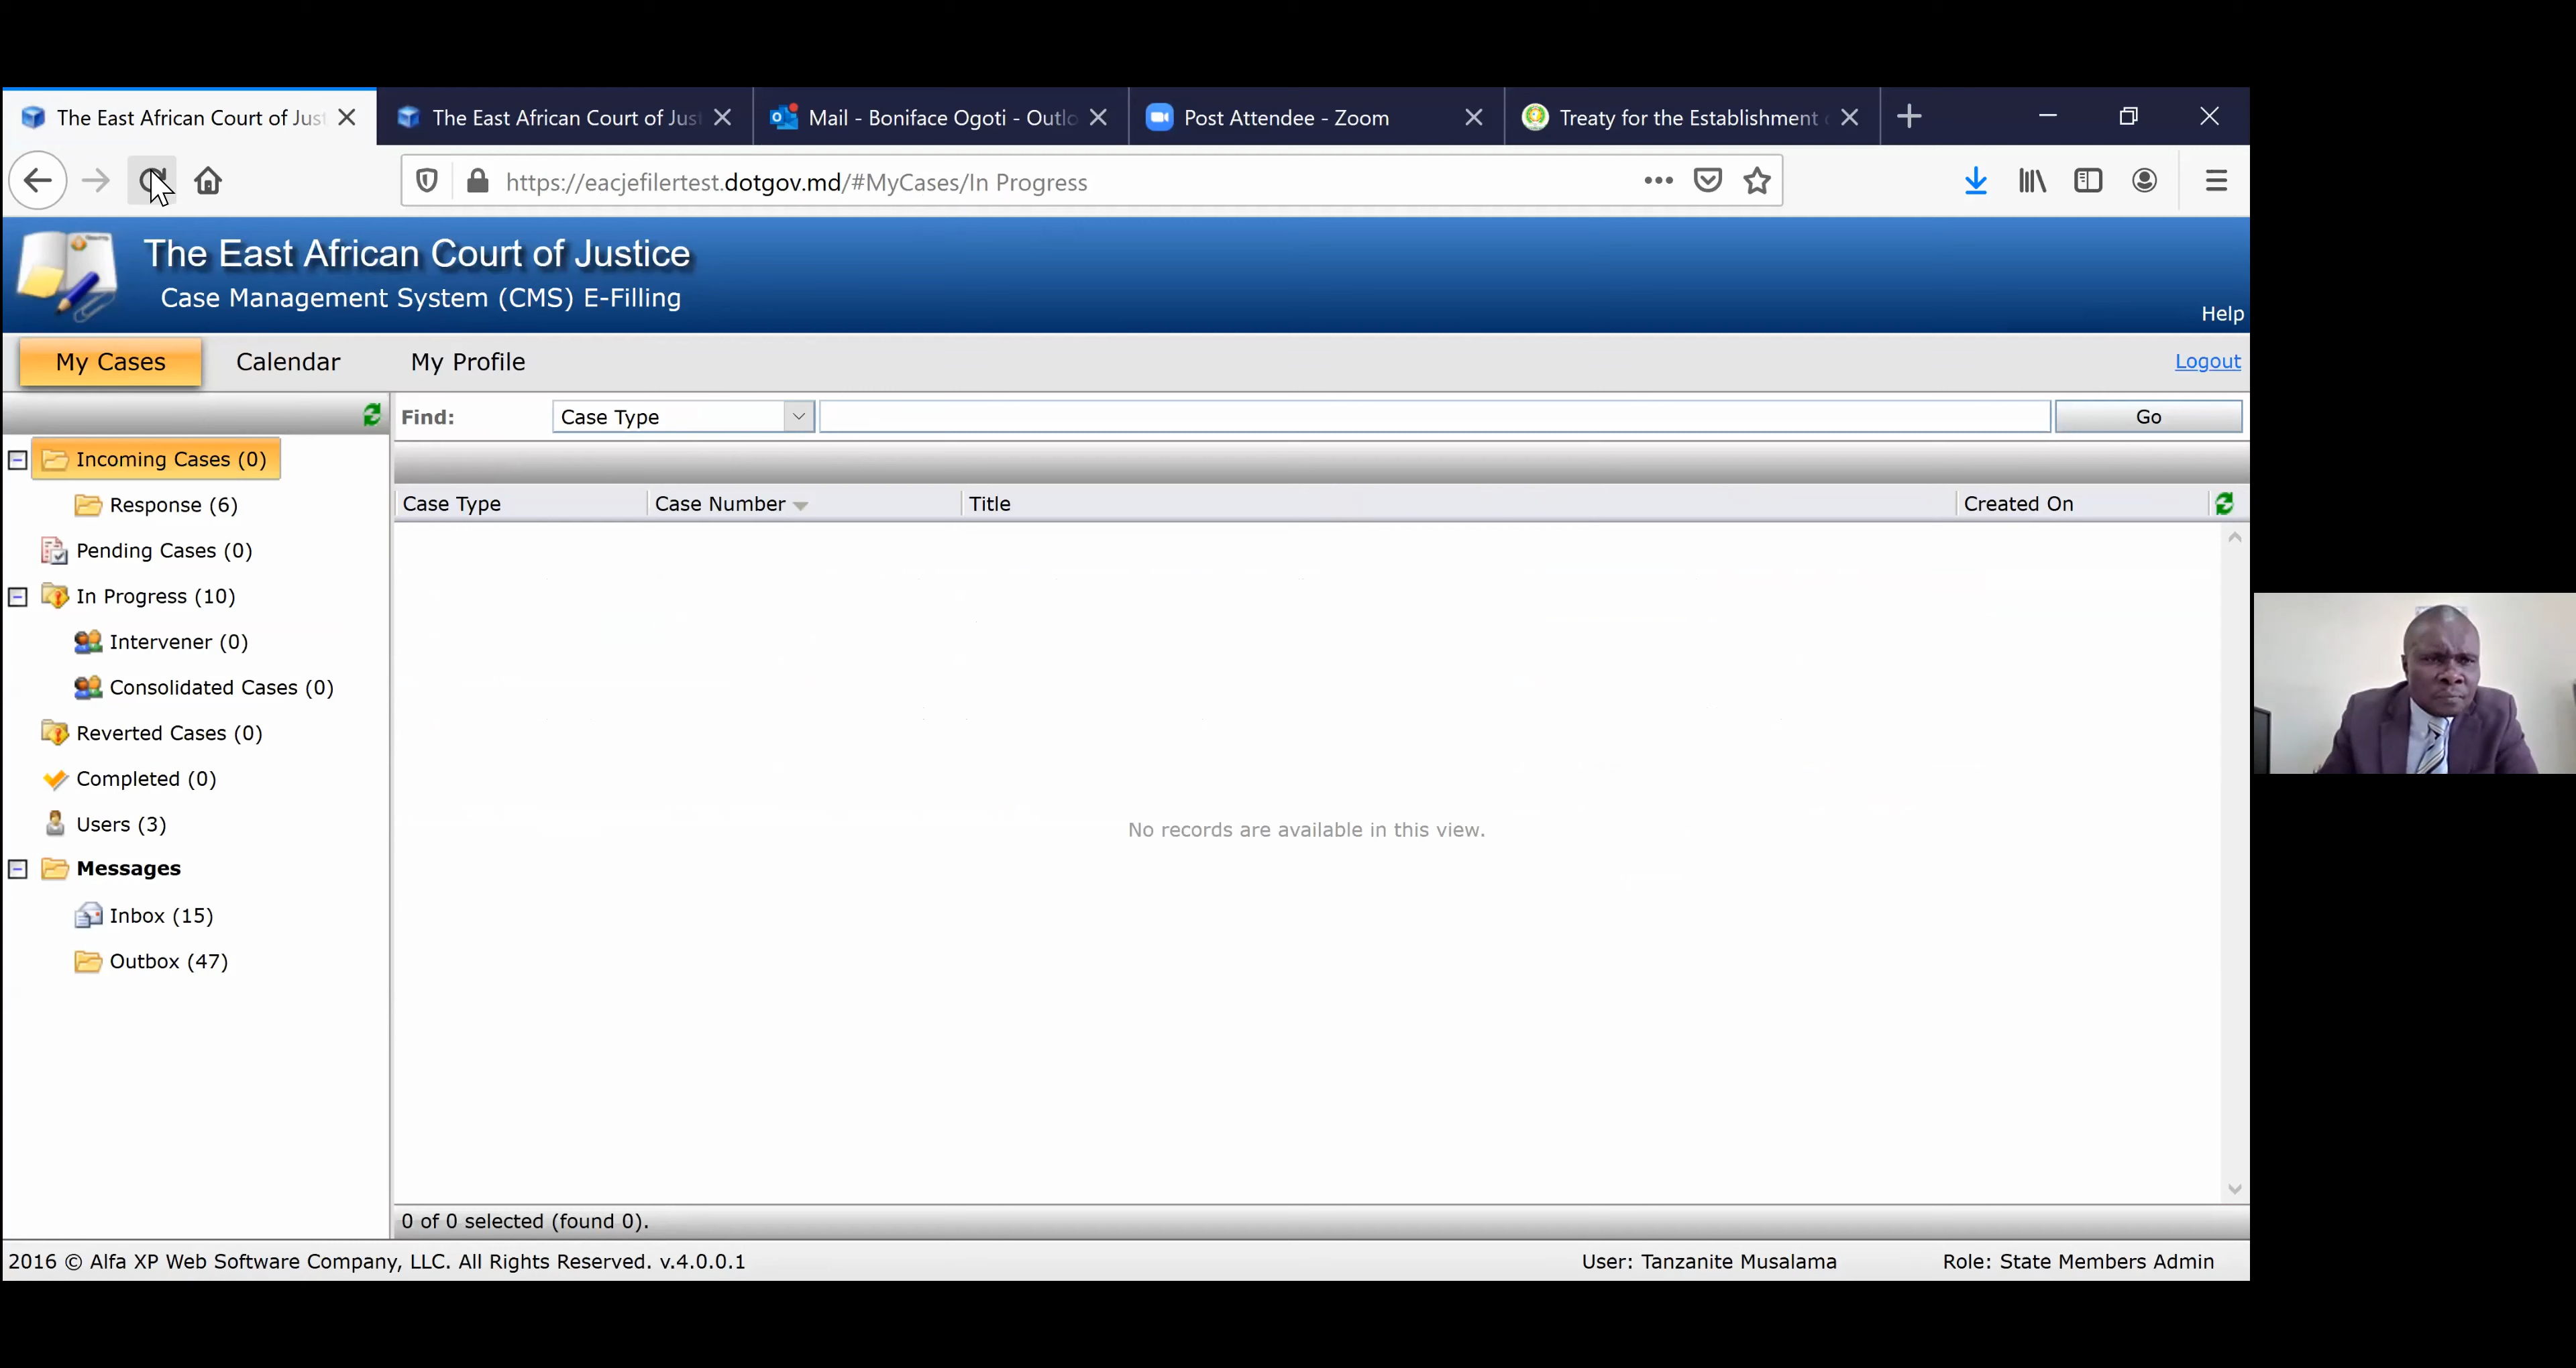 The East African Court of Jus
The East African Court of Jus
Mail - Boniface Ogoti - Outlo
Post Attendee - Zoom
Treaty for the Establishment
https://eacjefilertest.dotgov.md/#MyCases/In Progress
The East African Court of Justice
Case Management System (CMS) E-Filling
Help
My Cases
Calendar
My Profile
Logout
Find:
Case Type
Go
Incoming Cases (0)
Response (6)
Pending Cases (0)
In Progress (10)
Intervener (0)
Consolidated Cases (0)
Reverted Cases (0)
Completed (0)
Users (3)
Messages
Inbox (15)
Outbox (47)
Case Type
Case Number
Title
Created On
No records are available in this view.
0 of 0 selected (found 0).
2016 © Alfa XP Web Software Company, LLC. All Rights Reserved. v.4.0.0.1
User: Tanzanite Musalama
Role: State Members Admin